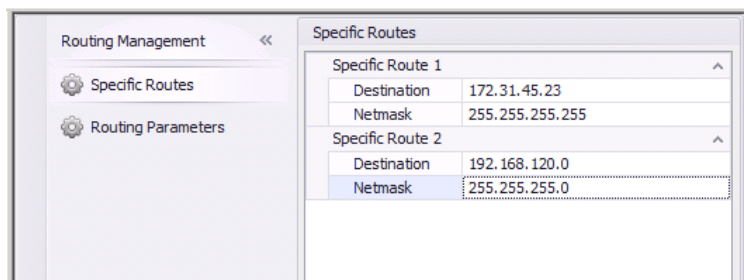 Routing Management «
Specific Routes
Routing Parameters
Specific Routes
Specific Route 1
Destination 172.31.45.23
Netmask 255.255.255.255
Specific Route 2
Destination 192.168.120.0
Netmask 255.255.255.0